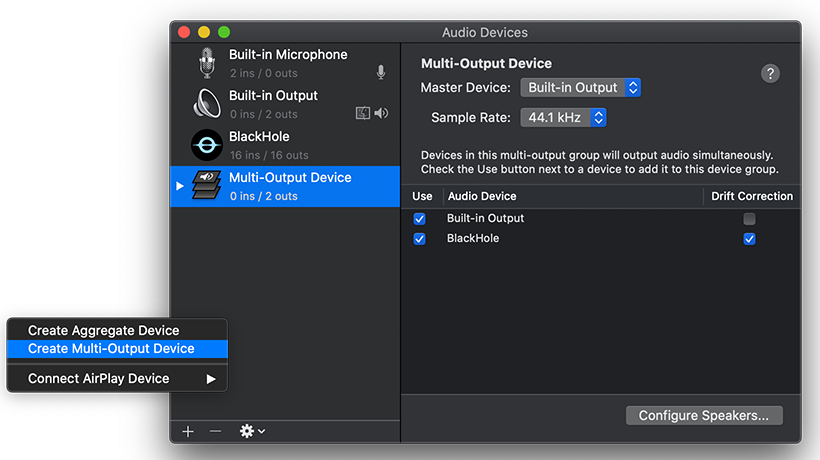 Audio Devices
Built-in Microphone
2 ins / 0 outs
Built-in Output
0 ins / 2 outs
BlackHole
16 ins / 16 outs
Multi-Output Device
0 ins / 2 outs
Multi-Output Device
?
Master Device: Built-in Output
Sample Rate: 44.1 kHz
Devices in this multi-output group will output audio simultaneously.
Check the Use button next to a device to add it to this device group.
Use Audio Device Drift Correction
Built-in Output
BlackHole
Create Aggregate Device
Create Multi-Output Device
Connect AirPlay Device
Configure Speakers...